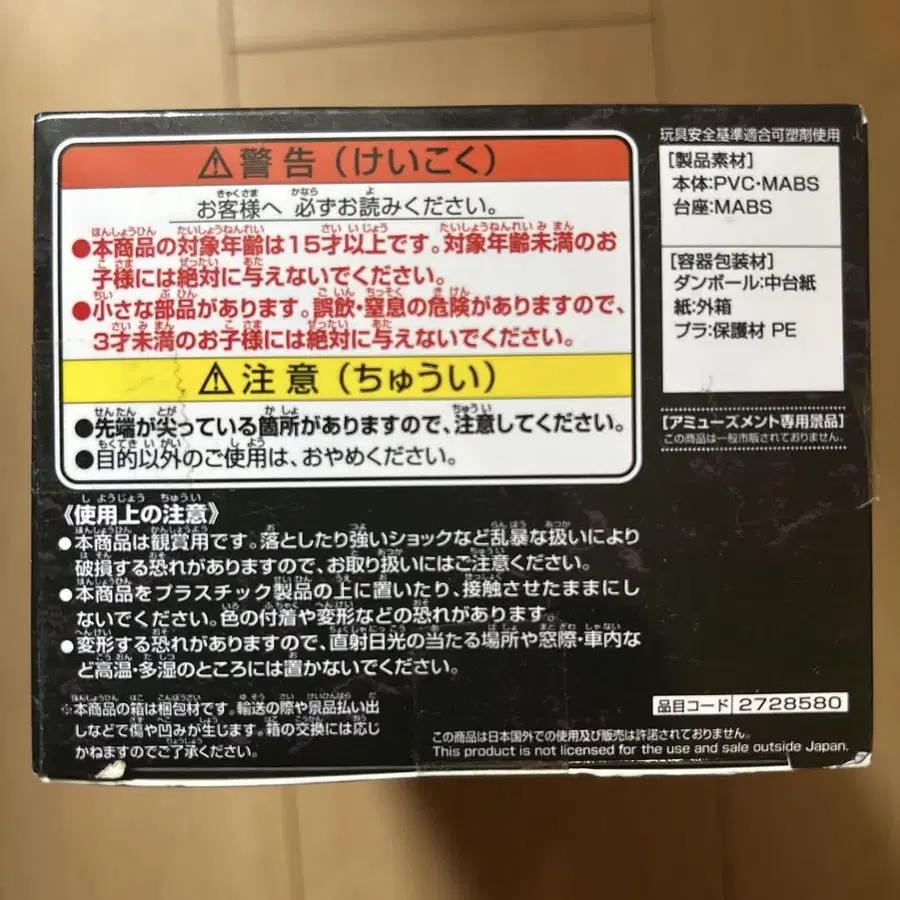 ⚠警告（けいこく）
お客様へ 必ずお読みください。
●本商品の対象年齢は15才以上です。対象年齢未満のお
子様には絶対に与えないでください。
●小さな部品があります。誤飲・窒息の危険がありますので、
3才未満のお子様には絶対に与えないでください。
⚠注意（ちゅうい）
●先端が尖っている箇所がありますので、注意してください。
●目的以外のご使用は、おやめください。
《使用上の注意》
●本商品は観賞用です。落としたり強いショックなど乱暴な扱いにより
破損する恐れがありますので、お取り扱いにはご注意ください。
●本商品をプラスチック製品の上に置いたり、接触させたままにし
ないでください。色の付着や変形などの恐れがあります。
●変形する恐れがありますので、直射日光の当たる場所や窓際・車内な
ど高温・多湿のところには置かないでください。
※本商品の箱は梱包材です。輸送の際や景品払い出
しなどで傷や凹みが生じます。箱の交換には応じ
かねますのでご了承ください。
玩具安全基準適合可塑剤使用
[製品素材]
本体:PVC・MABS
台座:MABS
[容器包装材]
ダンボール:中台紙
紙:外箱
プラ:保護材 PE
【アミューズメント専用景品】
この商品は一般市販されておりません。
品目コード 2728580
この商品は日本国外での使用及び販売は許諾されておりません。
This product is not licensed for the use and sale outside Japan.